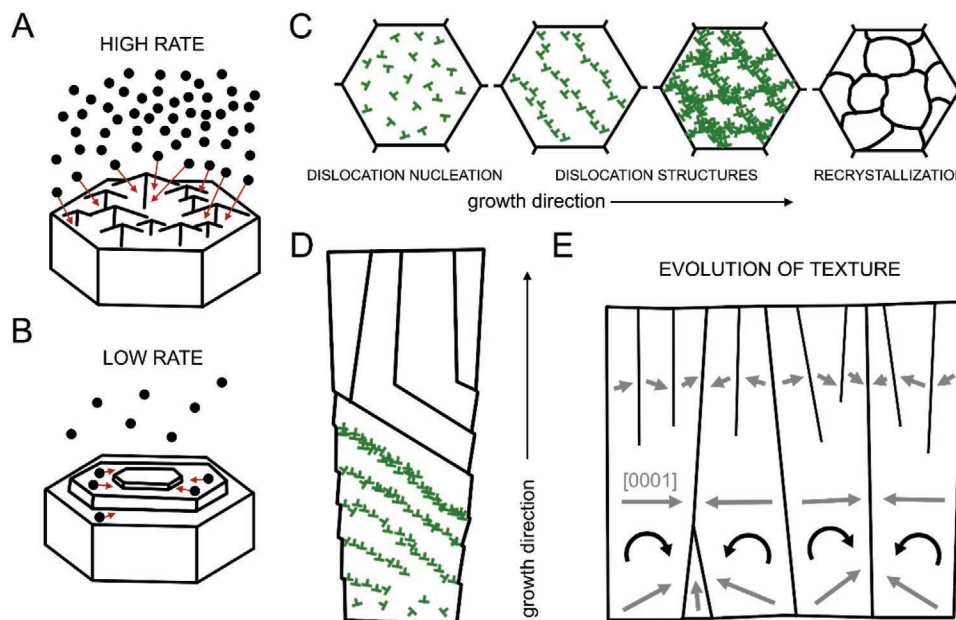 A
HIGH RATE
B
LOW RATE
C
DISLOCATION NUCLEATION
DISLOCATION STRUCTURES
RECRYSTALLIZATION
growth direction
D
growth direction
E
EVOLUTION OF TEXTURE
[0001]